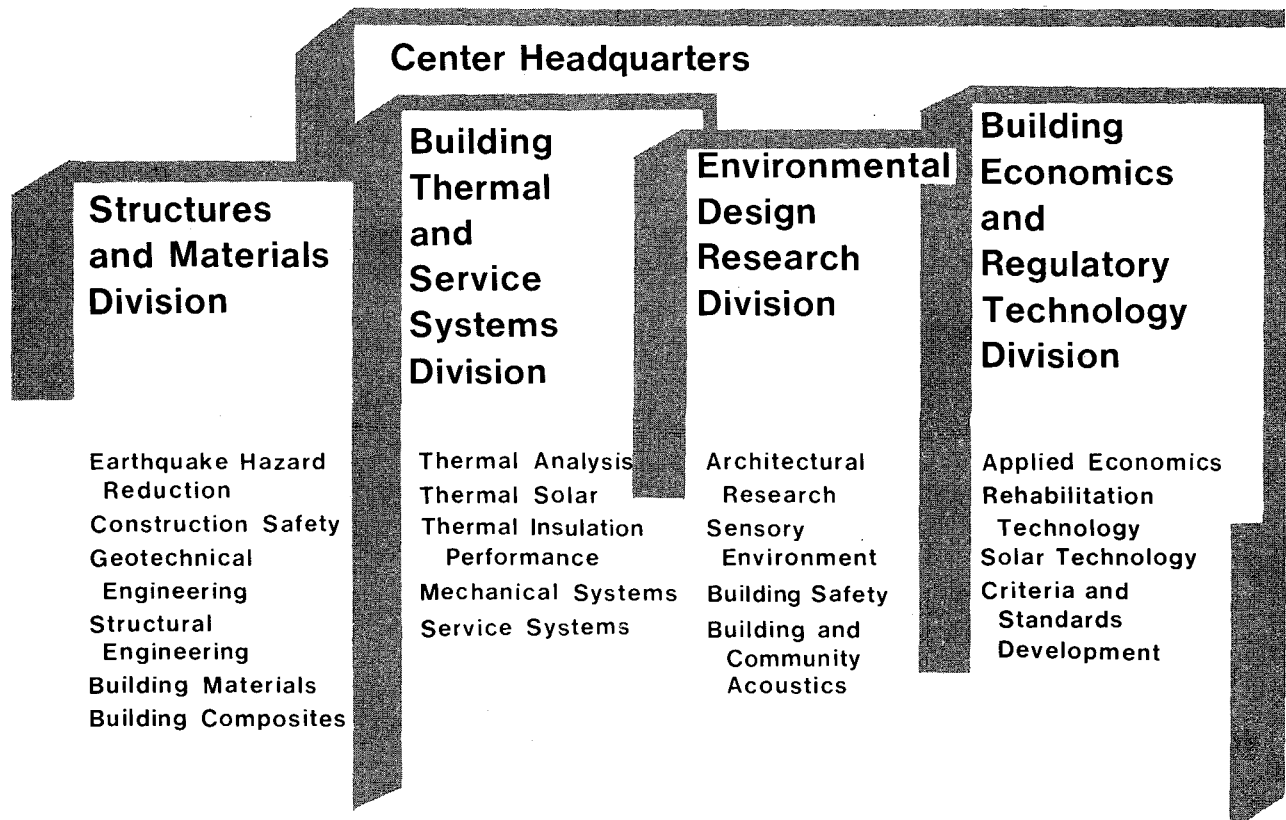 Center Headquarters
Structures
and Materials
Division
Earthquake Hazard
Reduction
Construction Safety
Geotechnical
Engineering
Structural
Engineering
Building Materials
Building Composites
Building
Thermal
and
Service
Systems
Division
Thermal Analysis
Thermal Solar
Thermal Insulation
Performance
Mechanical Systems
Service Systems
Environmental
Design
Research
Division
Architectural
Research
Sensory
Environment
Building Safety
Building and
Community
Acoustics
Building
Economics
and
Regulatory
Technology
Division
Applied Economics
Rehabilitation
Technology
Solar Technology
Criteria and
Standards
Development